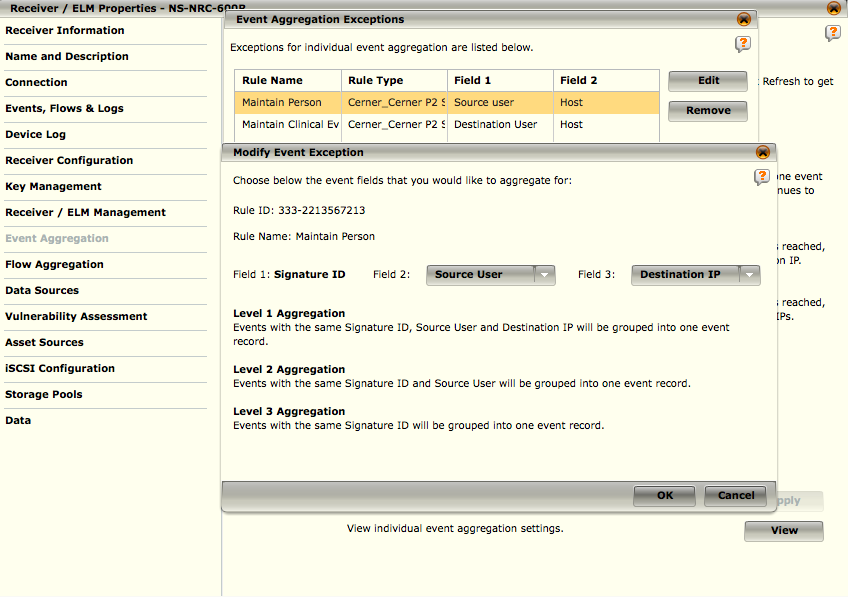 Receiver / ELM Properties - NS-NRC-600R
Receiver Information
Name and Description
Connection
Events, Flows & Logs
Device Log
Receiver Configuration
Key Management
Receiver / ELM Management
Event Aggregation
Flow Aggregation
Data Sources
Vulnerability Assessment
Asset Sources
iSCSI Configuration
Storage Pools
Data
Event Aggregation Exceptions
Exceptions for individual event aggregation are listed below.
Rule Name Rule Type Field 1 Field 2
Maintain Person Cerner_Cerner P2 S Source user Host
Maintain Clinical Ev Cerner_Cerner P2 S Destination User Host
Edit
Remove
Refresh to get
Modify Event Exception
Choose below the event fields that you would like to aggregate for:
Rule ID: 333-2213567213
Rule Name: Maintain Person
Field 1: Signature ID Field 2: Source User Field 3: Destination IP
Level 1 Aggregation
Events with the same Signature ID, Source User and Destination IP will be grouped into one event
record.
Level 2 Aggregation
Events with the same Signature ID and Source User will be grouped into one event record.
Level 3 Aggregation
Events with the same Signature ID will be grouped into one event record.
OK Cancel
ne event
nues to
s reached,
on IP.
s reached,
IPs.
pply
View individual event aggregation settings.
View